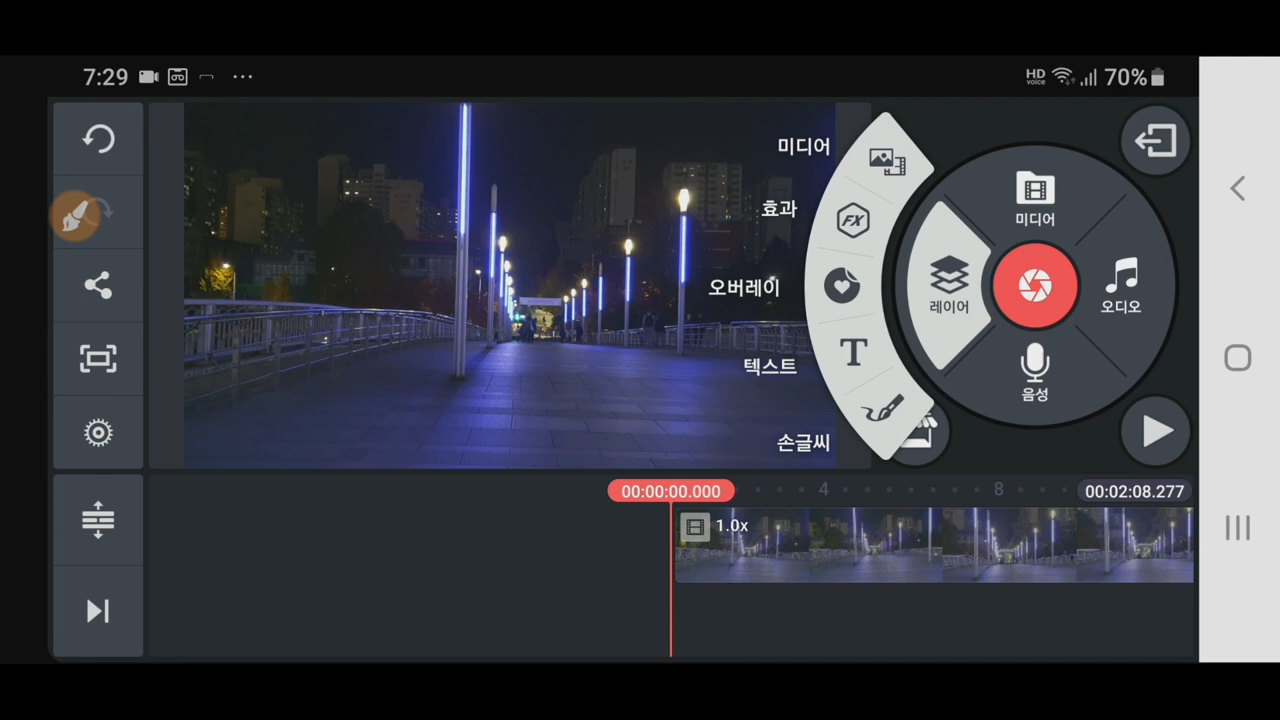 7:29
HD voice 70%
미디어
효과
오버레이
텍스트
손글씨
FX
T
미디어
레이어
오디오
음성
00:00:00.000
4
8
00:02:08.277
1.0x